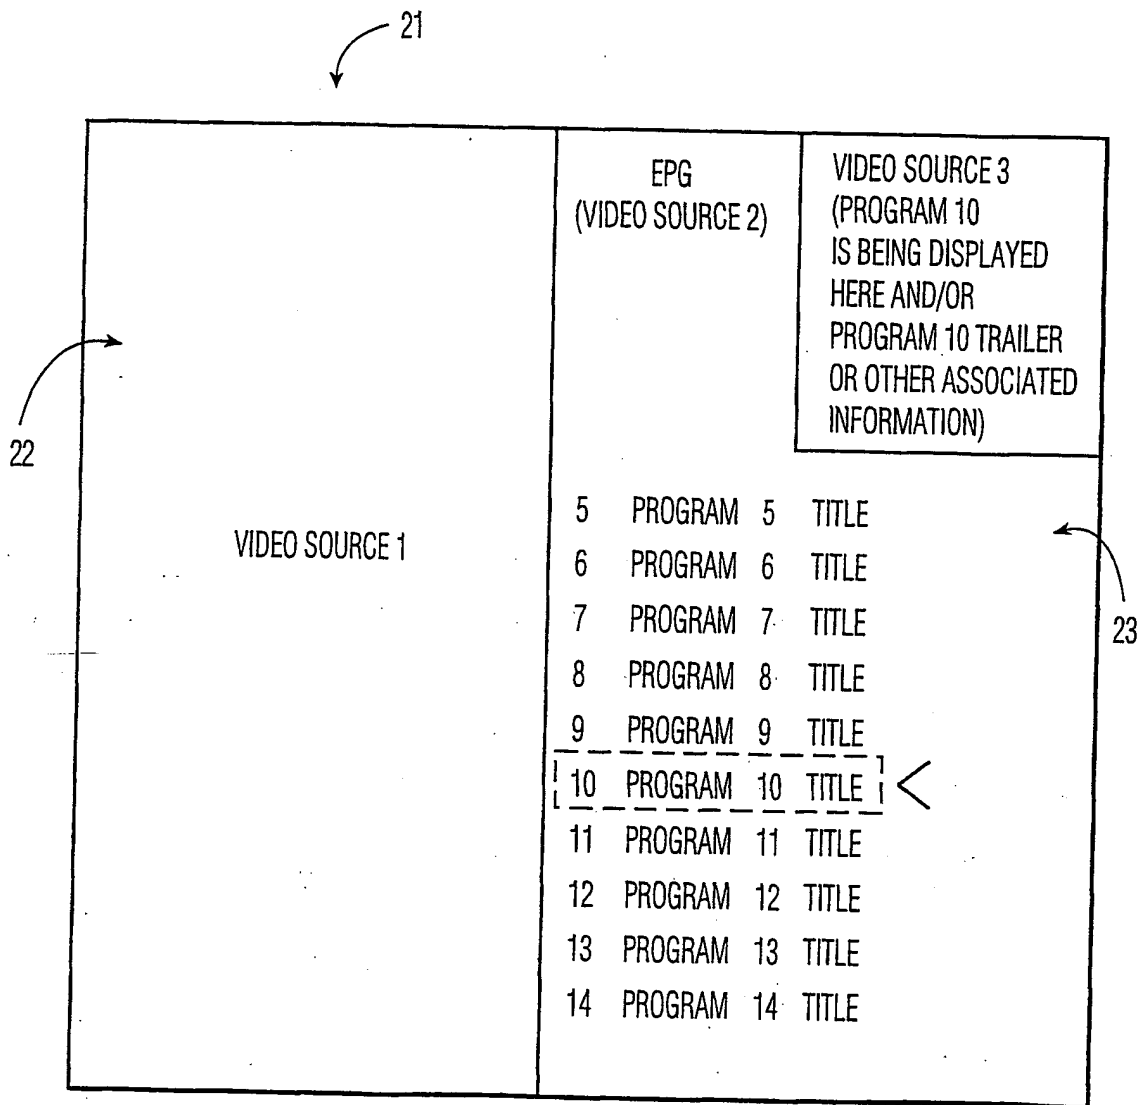 21
EPG
(VIDEO SOURCE 2)
VIDEO SOURCE 3
(PROGRAM 10
IS BEING DISPLAYED
HERE AND/OR
PROGRAM 10 TRAILER
OR OTHER ASSOCIATED
INFORMATION)
22
VIDEO SOURCE 1
5 PROGRAM 5 TITLE
6 PROGRAM 6 TITLE
7 PROGRAM 7 TITLE
8 PROGRAM 8 TITLE
9 PROGRAM 9 TITLE
10 PROGRAM 10 TITLE <
11 PROGRAM 11 TITLE
12 PROGRAM 12 TITLE
13 PROGRAM 13 TITLE
14 PROGRAM 14 TITLE
23